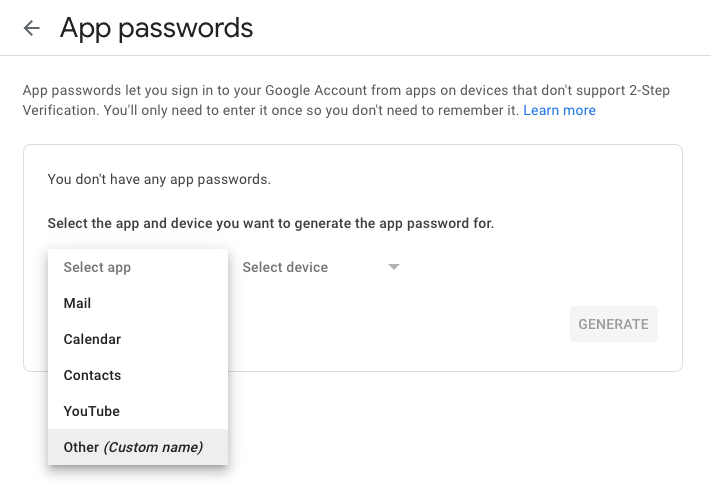 App passwords
App passwords let you sign in to your Google Account from apps on devices that don't support 2-Step
Verification. You'll only need to enter it once so you don't need to remember it. Learn more
You don't have any app passwords.
Select the app and device you want to generate the app password for.
Select app
Select device
Mail
Calendar
Contacts
YouTube
Other (Custom name)
GENERATE